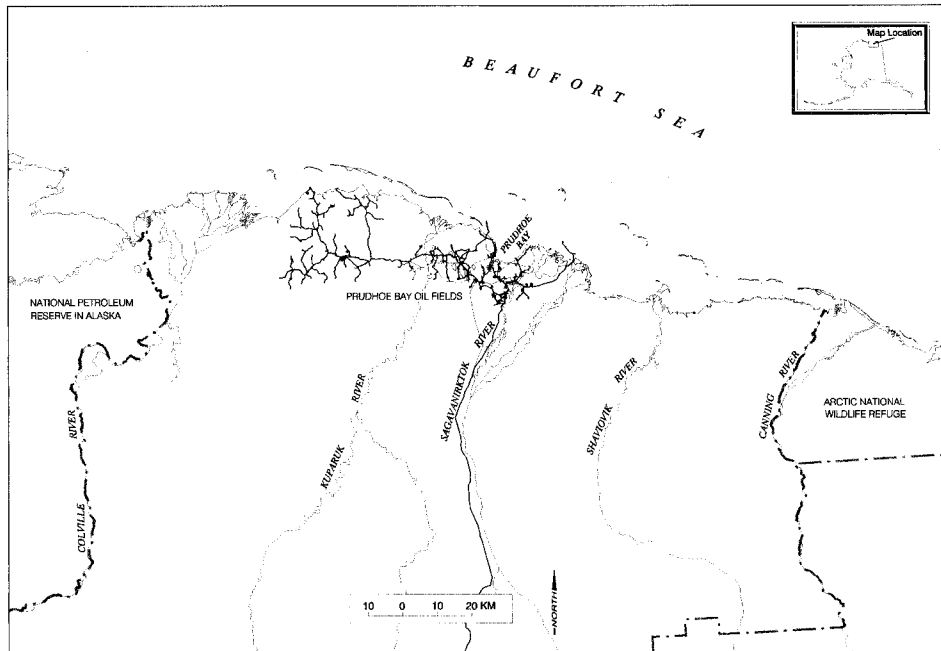 Map Location
BEAUFORT SEA
PRUDHOE
BAY
NATIONAL PETROLEUM
RESERVE IN ALASKA
PRUDHOE BAY OIL FIELDS
COLVILLE RIVER
KUPARUK RIVER
SAGAVANIRKTOK RIVER
SHAVIOVIK RIVER
CANNING RIVER
ARCTIC NATIONAL
WILDLIFE REFUGE
10 0 10 20 KM
NORTH